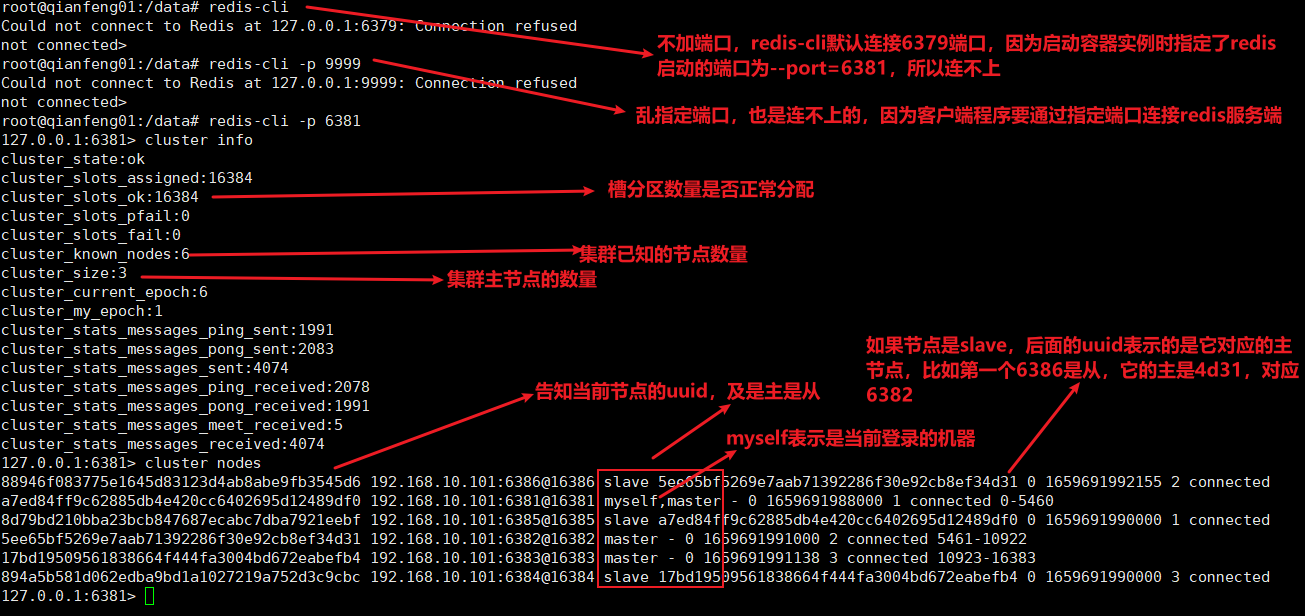 root@qianfeng01:/data# redis-cli
Could not connect to Redis at 127.0.0.1:6379: Connection refused
not connected>
不加端口，redis-cli默认连接6379端口，因为启动容器实例时指定了redis
启动的端口为--port=6381，所以连不上
root@qianfeng01:/data# redis-cli -p 9999
Could not connect to Redis at 127.0.0.1:9999: Connection refused
not connected>
乱指定端口，也是连不上的，因为客户端程序要通过指定端口连接redis服务端
root@qianfeng01:/data# redis-cli -p 6381
127.0.0.1:6381> cluster info
cluster_state:ok
cluster_slots_assigned:16384
cluster_slots_ok:16384
槽分区数量是否正常分配
cluster_slots_pfail:0
cluster_slots_fail:0
cluster_known_nodes:6
集群已知的节点数量
cluster_size:3
集群主节点的数量
cluster_current_epoch:6
cluster_my_epoch:1
cluster_stats_messages_ping_sent:1991
cluster_stats_messages_pong_sent:2083
cluster_stats_messages_sent:4074
cluster_stats_messages_ping_received:2078
cluster_stats_messages_pong_received:1991
cluster_stats_messages_meet_received:5
cluster_stats_messages_received:4074
如果节点是slave，后面的uuid表示的是它对应的主
节点，比如第一个6386是从，它的主是4d31，对应
6382
告知当前节点的uuid，及是主是从
myself表示是当前登录的机器
127.0.0.1:6381> cluster nodes
88946f083775e1645d83123d4ab8abe9fb3545d6 192.168.10.101:6386@16386 slave 5ee65bf5269e7aab71392286f30e92cb8ef34d31 0 1659691992155 2 connected
a7ed84ff9c62885db4e420cc6402695d12489df0 192.168.10.101:6381@16381 myself,master - 0 1659691988000 1 connected 0-5460
8d79bd210bba23bcb847687ecabc7dba7921eebf 192.168.10.101:6385@16385 slave a7ed84ff9c62885db4e420cc6402695d12489df0 0 1659691990000 1 connected
5ee65bf5269e7aab71392286f30e92cb8ef34d31 192.168.10.101:6382@16382 master - 0 1659691991000 2 connected 5461-10922
17bd19509561838664f444fa3004bd672eabefb4 192.168.10.101:6383@16383 master - 0 1659691991138 3 connected 10923-16383
894a5b581d062edba9bd1a1027219a752d3c9cbc 192.168.10.101:6384@16384 slave 17bd19509561838664f444fa3004bd672eabefb4 0 1659691990000 3 connected
127.0.0.1:6381>